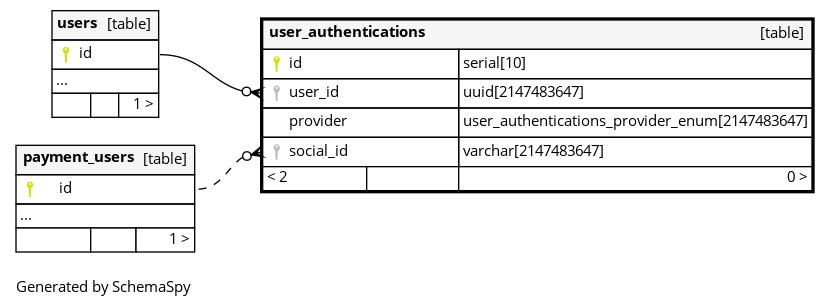 users [table]
id
...
1 >
payment_users [table]
id
...
1 >
user_authentications [table]
id serial[10]
user_id uuid[2147483647]
provider user_authentications_provider_enum[2147483647]
social_id varchar[2147483647]
< 2 0 >
Generated by SchemaSpy